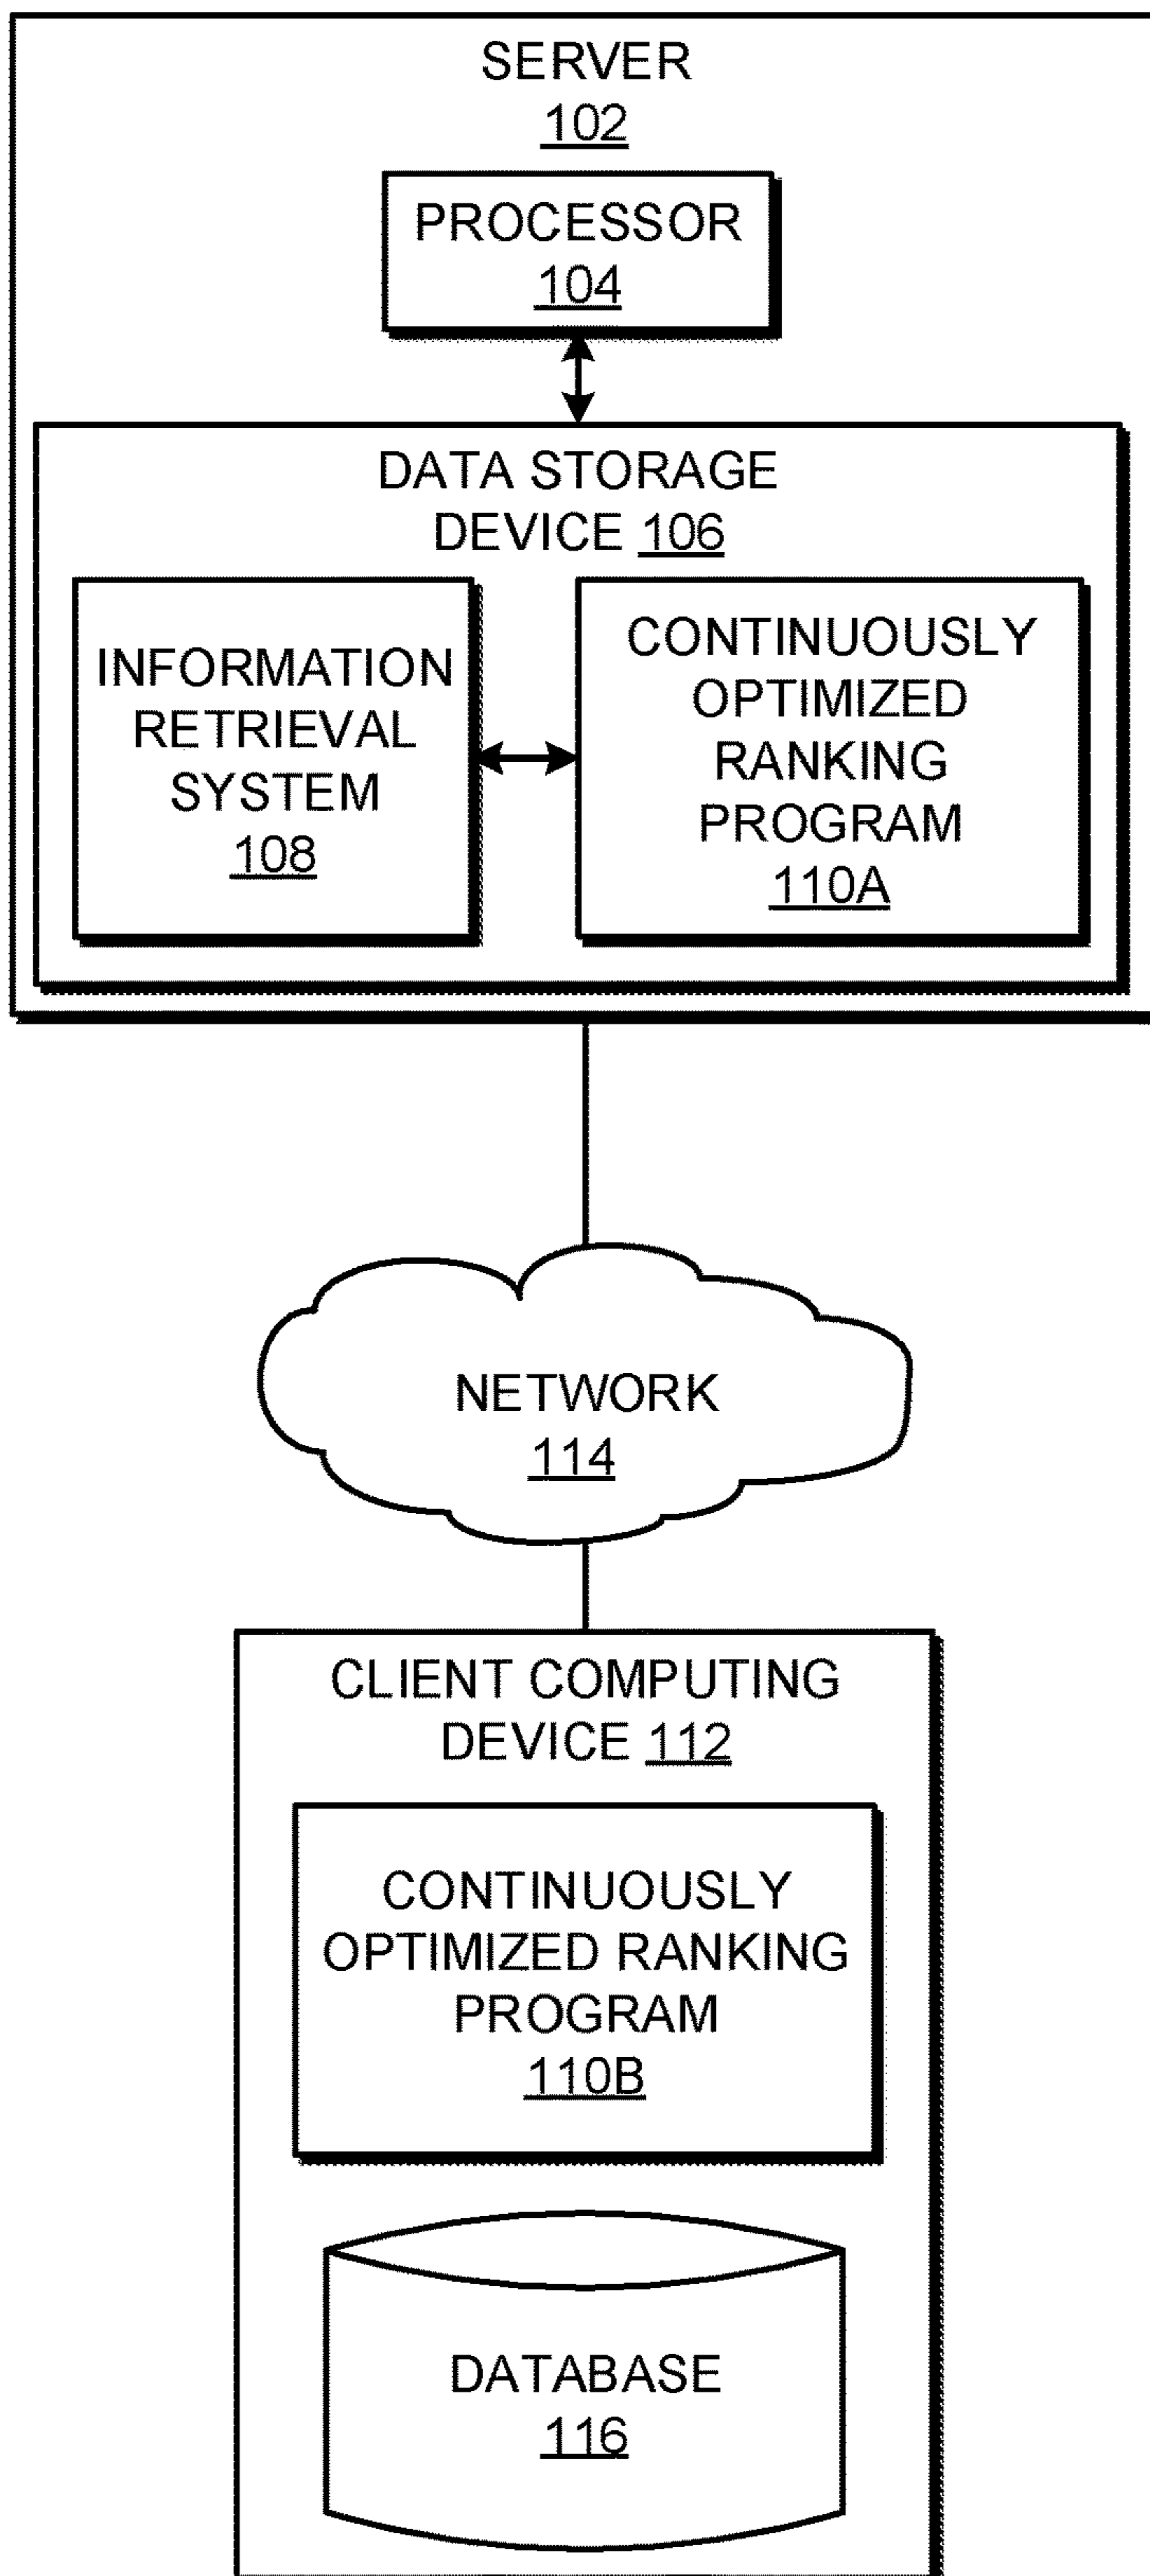 SERVER
102
PROCESSOR
104
DATA STORAGE
DEVICE 106
INFORMATION
RETRIEVAL
SYSTEM
108
CONTINUOUSLY
OPTIMIZED
RANKING
PROGRAM
110A
NETWORK
114
CLIENT COMPUTING
DEVICE 112
CONTINUOUSLY
OPTIMIZED RANKING
PROGRAM
110B
DATABASE
116